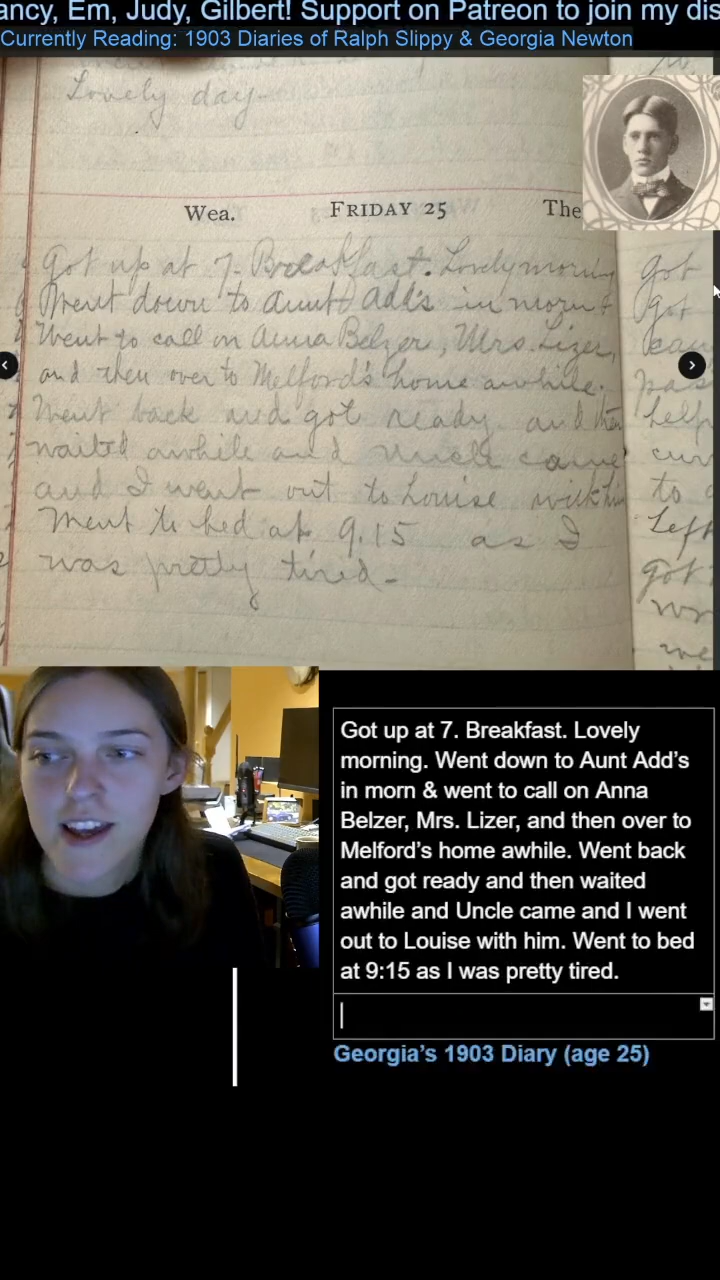 ancy, Em, Judy, Gilbert! Support on Patreon to join my dis
Currently Reading: 1903 Diaries of Ralph Slippy & Georgia Newton
Lovely day-
Wea. FRIDAY 25 The
Got up at 7. Breakfast. Lovely morning
Went down to Aunt Add's in morn &
Went to call on Anna Belzer, Mrs. Lizer,
and then over to Melford's home awhile.
Went back and got ready and then
waited awhile and uncle came
and I went out to Louise with him
Went to bed at 9.15 as I
was pretty tired-
Got
got
to
Left
Got
Got up at 7. Breakfast. Lovely
morning. Went down to Aunt Add's
in morn & went to call on Anna
Belzer, Mrs. Lizer, and then over to
Melford's home awhile. Went back
and got ready and then waited
awhile and Uncle came and I went
out to Louise with him. Went to bed
at 9:15 as I was pretty tired.
Georgia's 1903 Diary (age 25)